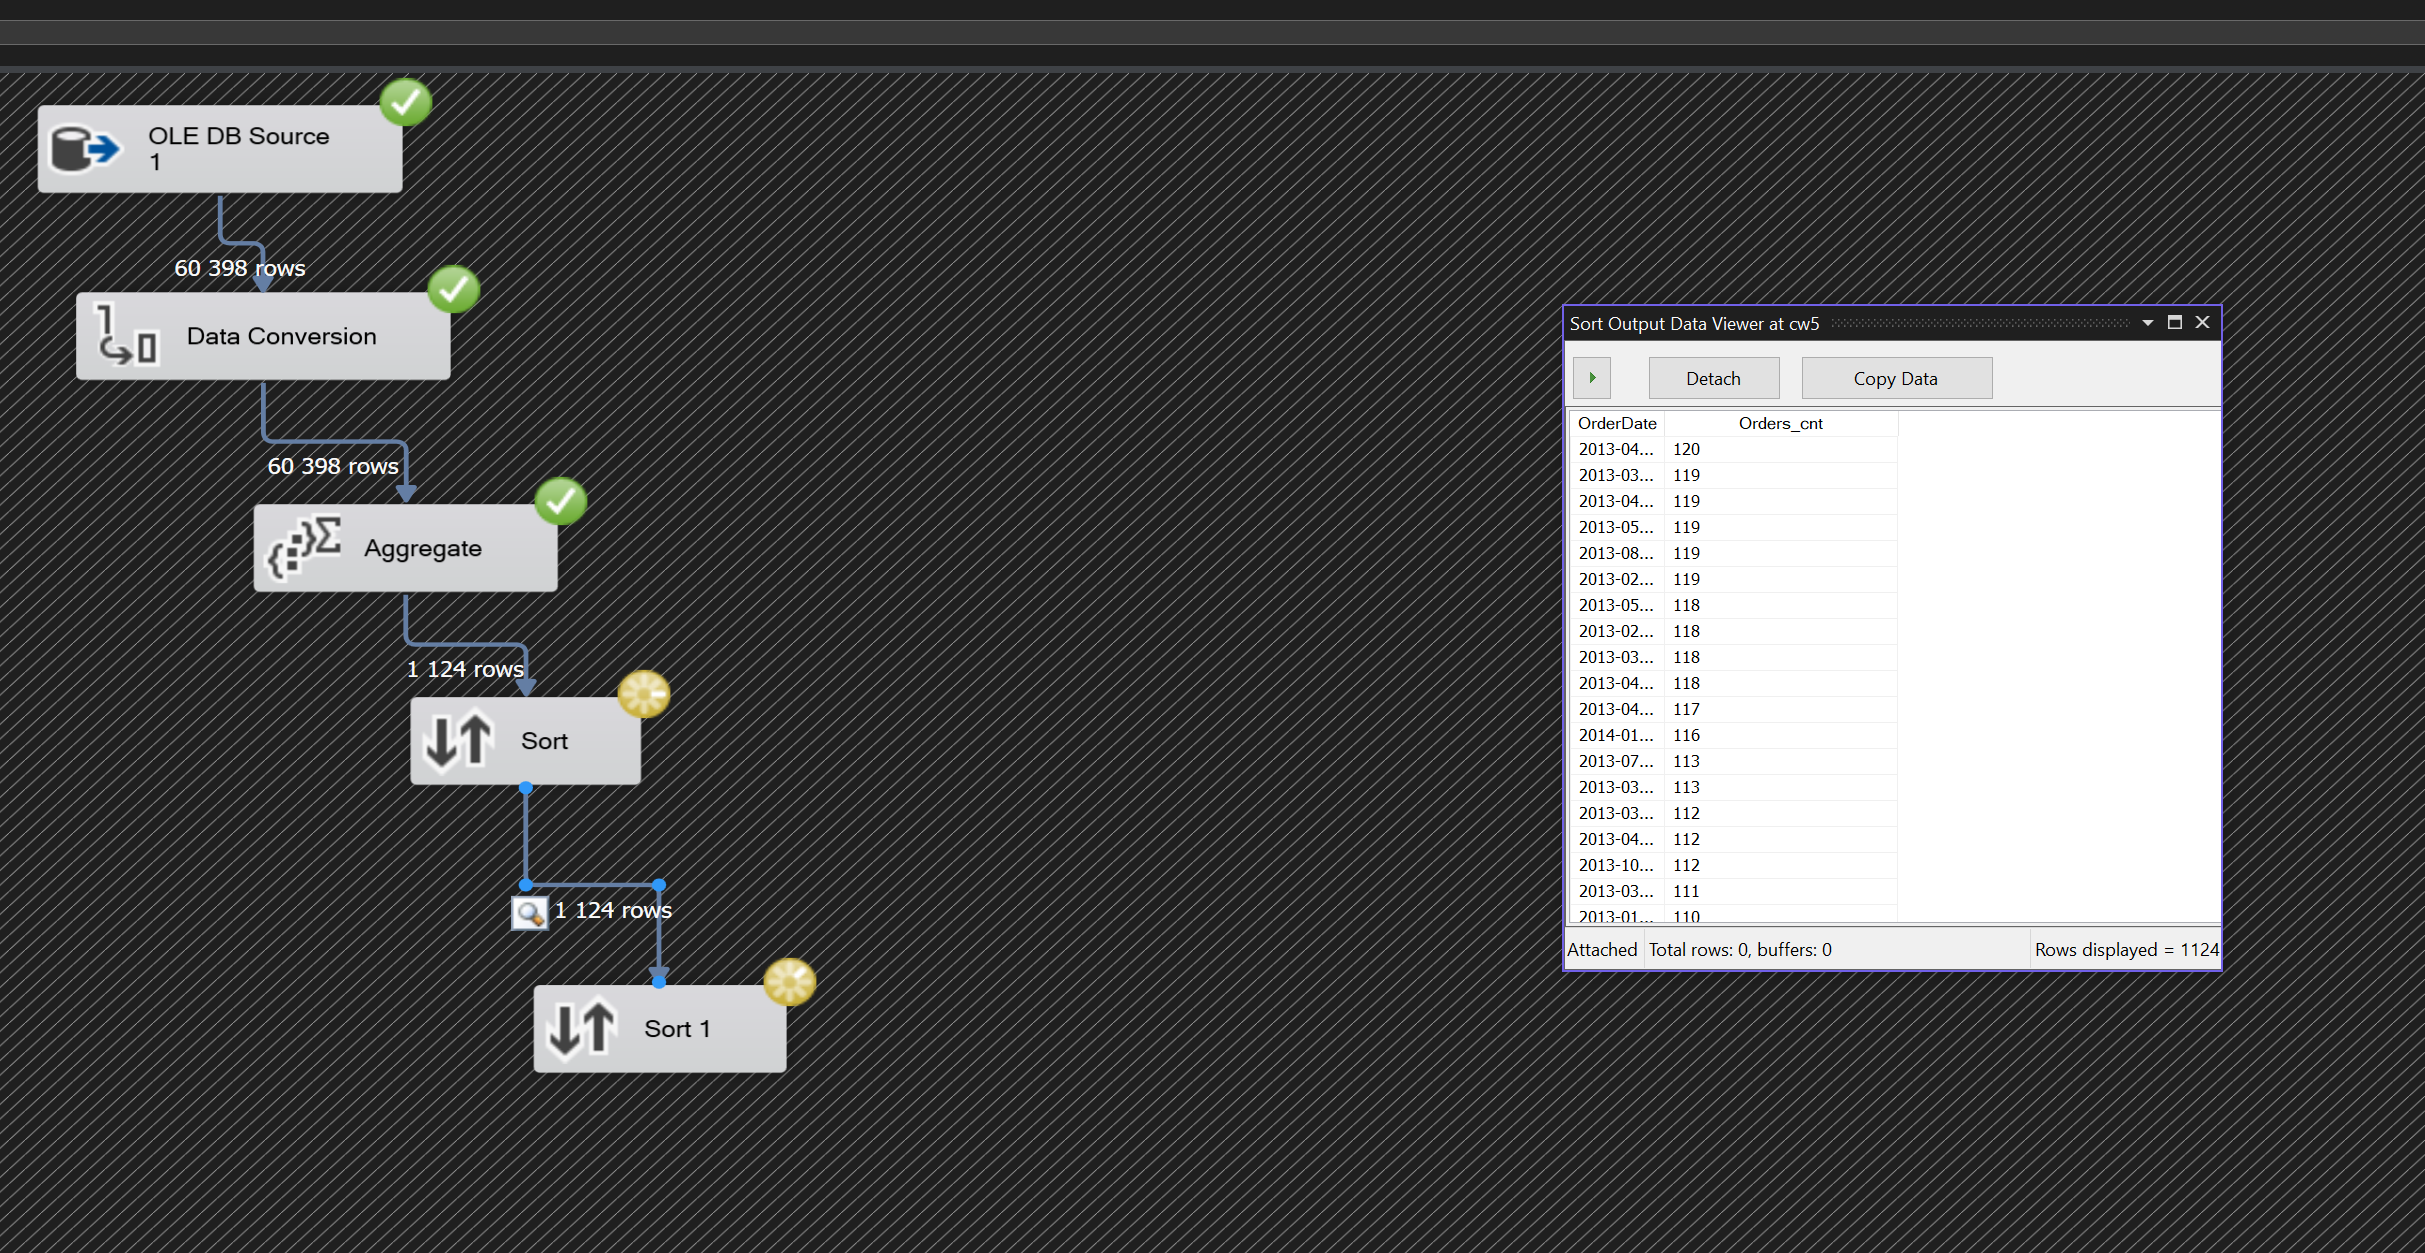 OLE DB Source
1
60 398 rows
Data Conversion
60 398 rows
Aggregate
1 124 rows
Sort
1 124 rows
Sort 1
Sort Output Data Viewer at cw5
Detach
Copy Data
OrderDate Orders_cnt
2013-04... 120
2013-03... 119
2013-04... 119
2013-05... 119
2013-08... 119
2013-02... 119
2013-05... 118
2013-02... 118
2013-03... 118
2013-04... 118
2013-04... 117
2014-01... 116
2013-07... 113
2013-03... 113
2013-03... 112
2013-04... 112
2013-10... 112
2013-03... 111
2013-01... 110
Attached Total rows: 0, buffers: 0 Rows displayed = 1124